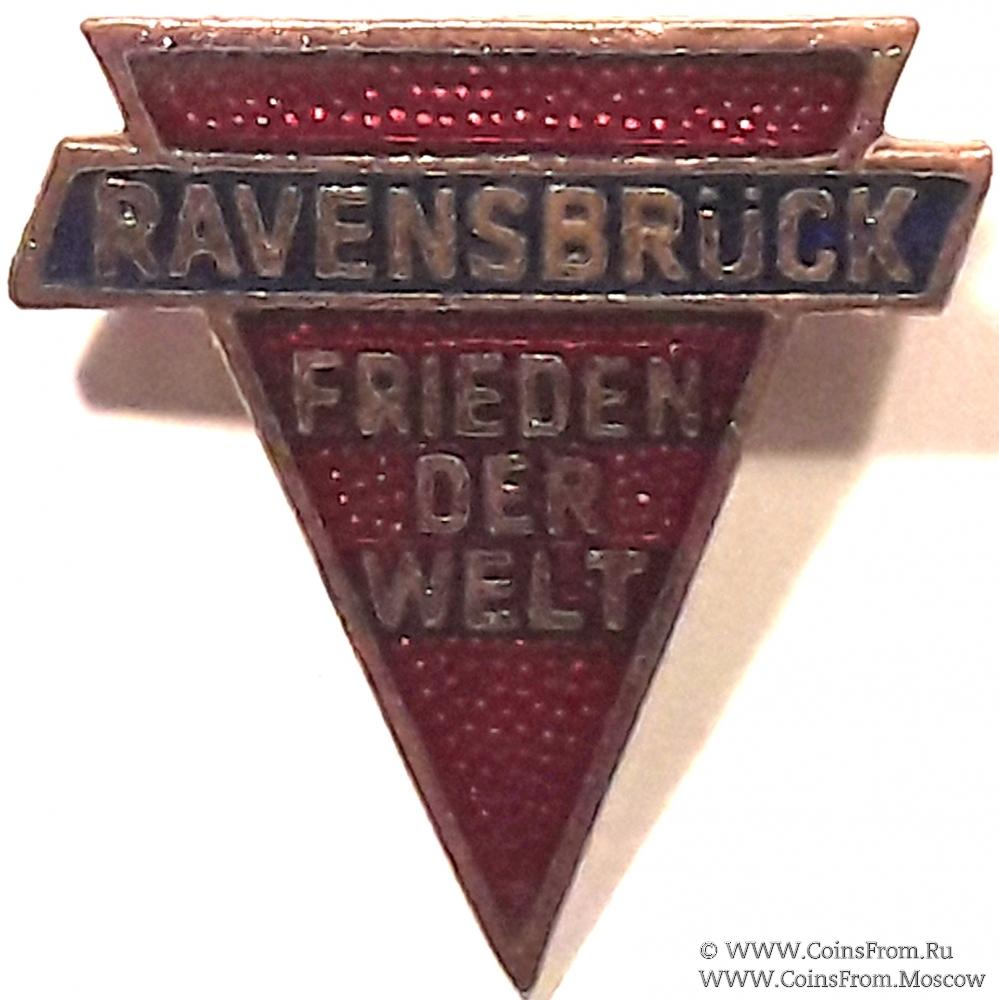 RAVENSBRÜCK
FRIEDEN
DER
WELT
© WWW.CoinsFrom.Ru
WWW.CoinsFrom.Moscow